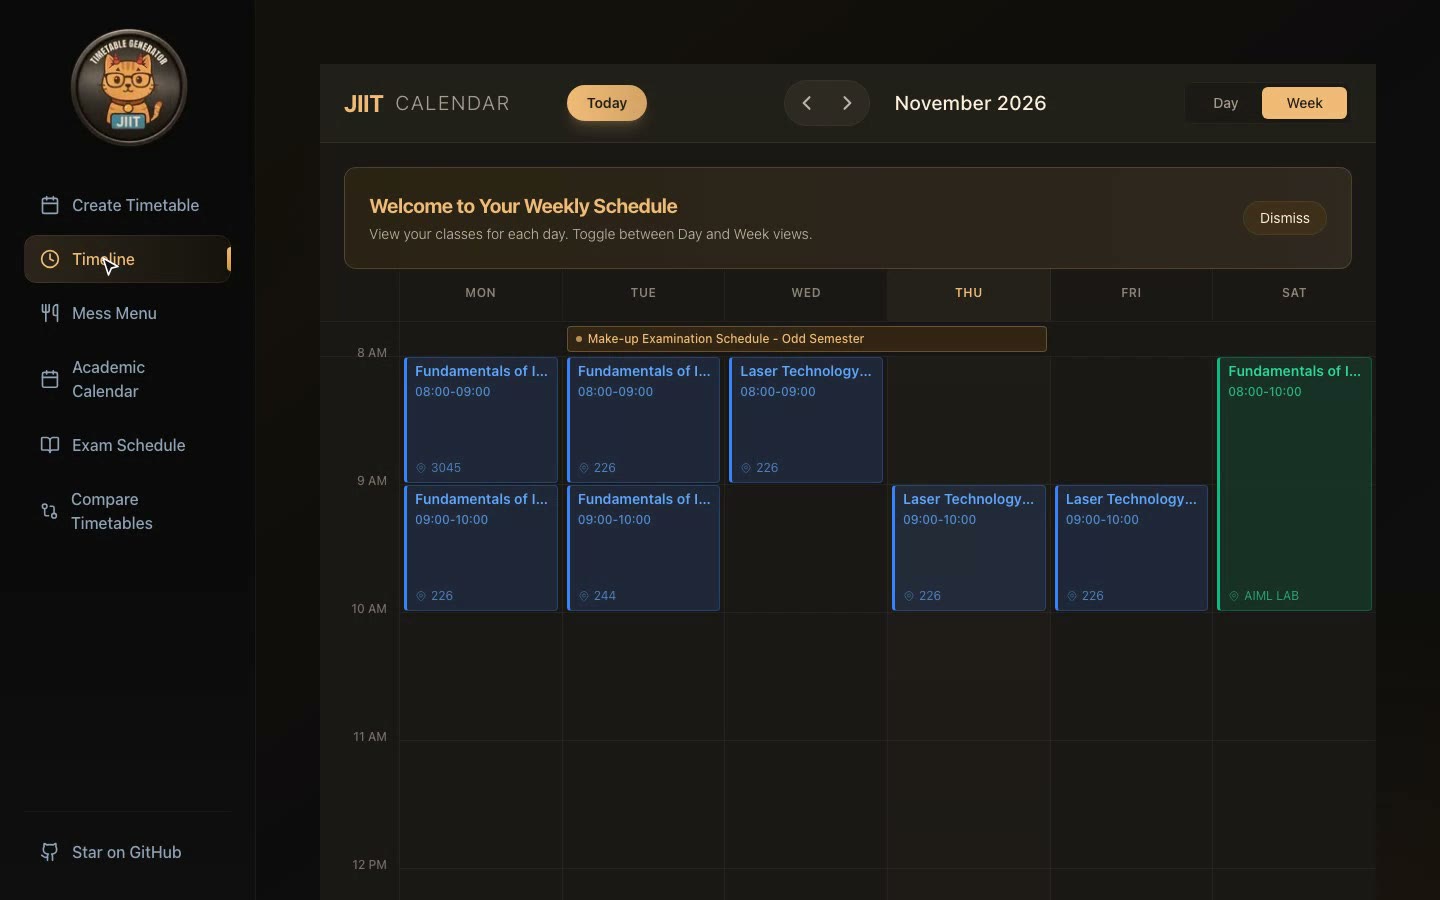 TIMETABLE GENERATOR
JIIT
Create Timetable
Timeline
Mess Menu
Academic
Calendar
Exam Schedule
Compare
Timetables
Star on GitHub
JIIT CALENDAR
Today
November 2026
Day
Week
Welcome to Your Weekly Schedule
View your classes for each day. Toggle between Day and Week views.
Dismiss
MON
TUE
WED
THU
FRI
SAT
Make-up Examination Schedule - Odd Semester
8 AM
Fundamentals of I...
08:00-09:00
3045
Fundamentals of I...
08:00-09:00
226
Laser Technology...
08:00-09:00
226
Fundamentals of I...
08:00-10:00
AIML LAB
9 AM
Fundamentals of I...
09:00-10:00
226
Fundamentals of I...
09:00-10:00
244
Laser Technology...
09:00-10:00
226
Laser Technology...
09:00-10:00
226
10 AM
11 AM
12 PM